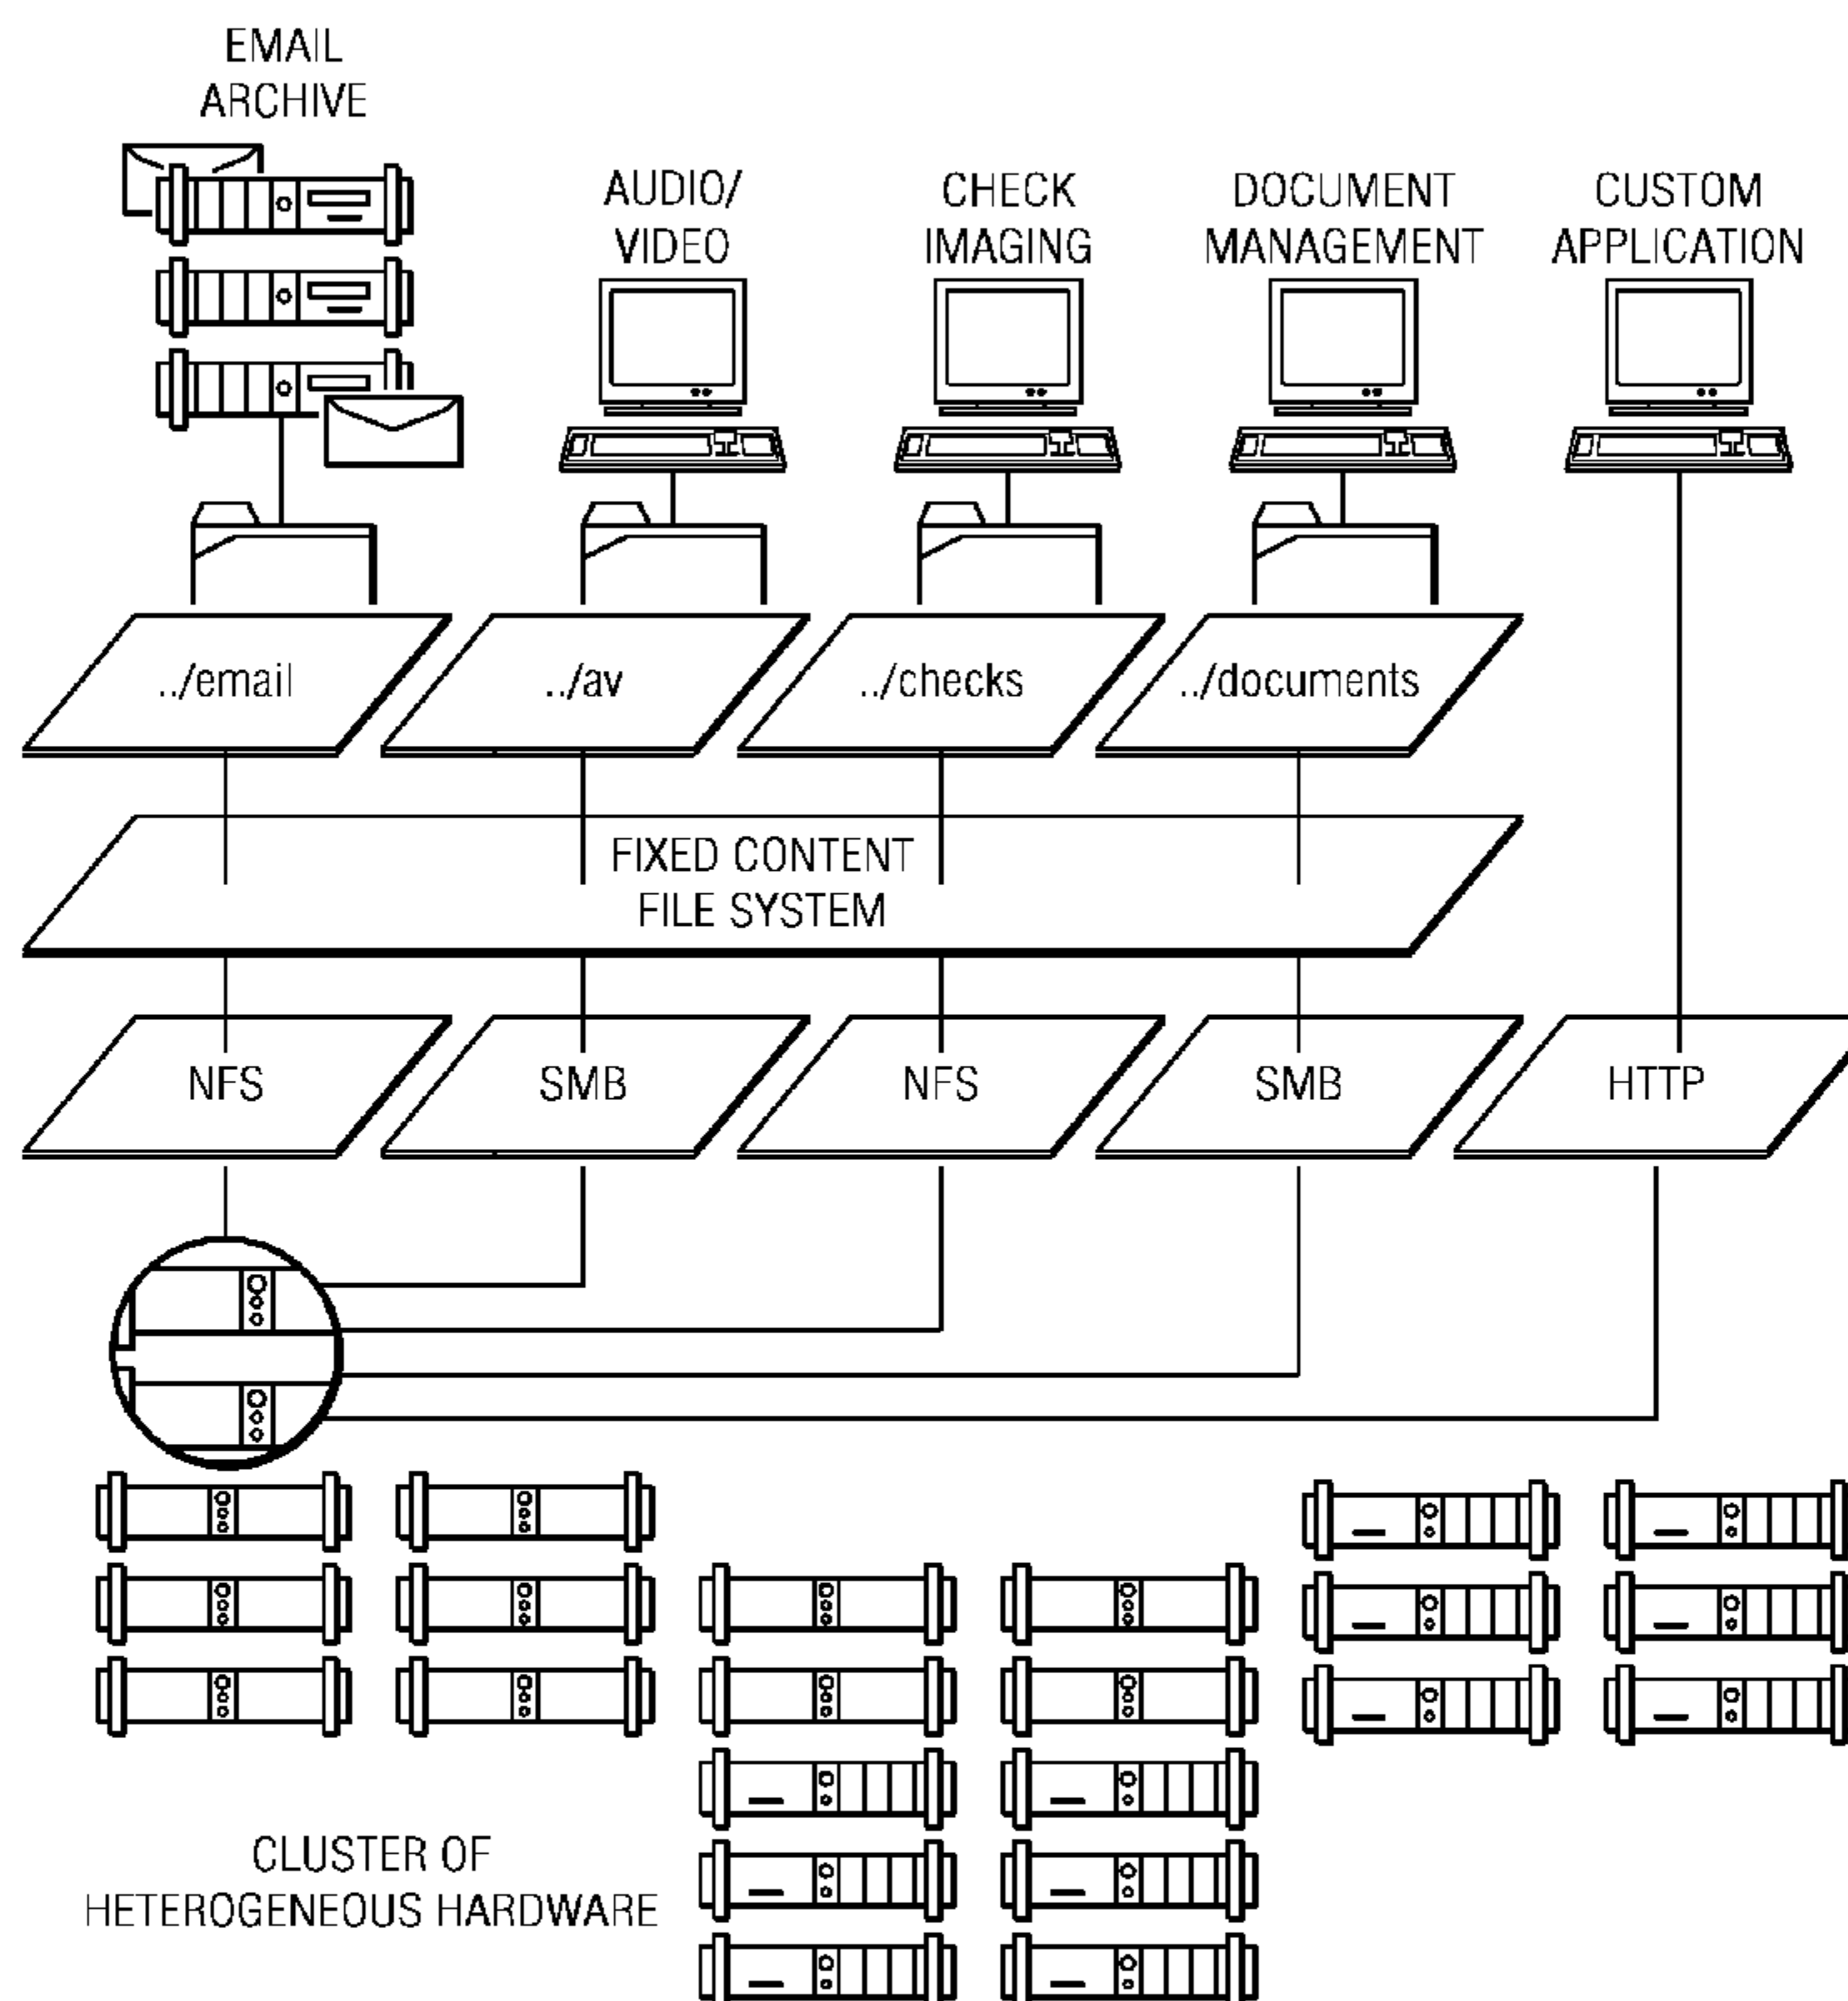 EMAIL
ARCHIVE
AUDIO/
VIDEO
CHECK
IMAGING
DOCUMENT
MANAGEMENT
CUSTOM
APPLICATION
../email
../av
../checks
../documents
FIXED CONTENT
FILE SYSTEM
NFS
SMB
NFS
SMB
HTTP
CLUSTER OF
HETEROGENEOUS HARDWARE